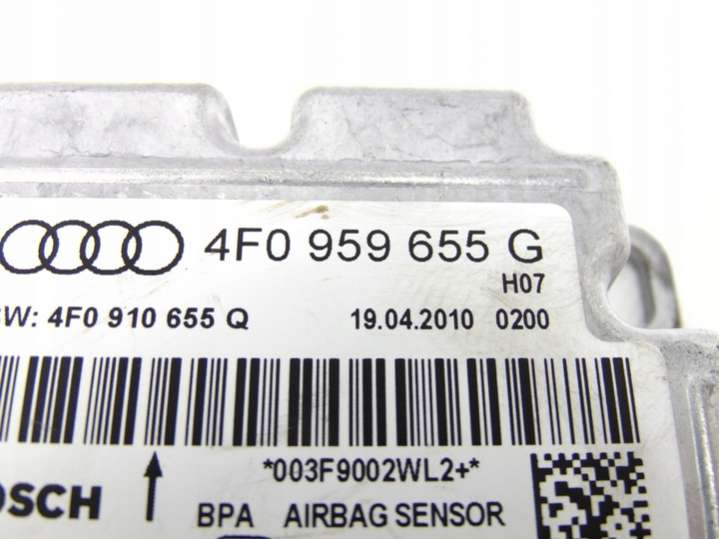 4F0 959 655 G
H07
W: 4F0 910 655 Q 19.04.2010 0200
*003F9002WL2+*
OSCH
BPA AIRBAG SENSOR